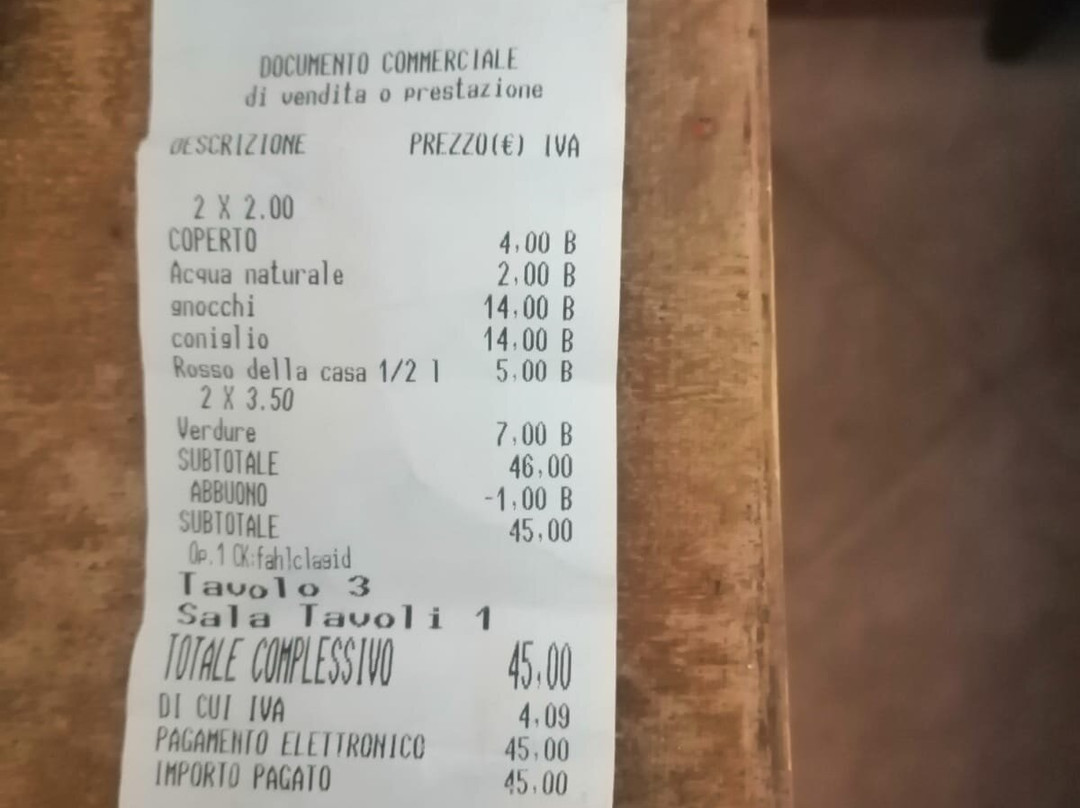 DOCUMENTO COMMERCIALE
di vendita o prestazione
DESCRIZIONE PREZZO(€) IVA
2 X 2.00
COPERTO 4,00 B
Acqua naturale 2,00 B
gnocchi 14,00 B
coniglio 14,00 B
Rosso della casa 1/2 l 5,00 B
2 X 3.50
Verdure 7,00 B
SUBTOTALE 46,00
ABBUONO -1,00 B
SUBTOTALE 45,00
Op.1 CK:fahlclagid
Tavolo 3
Sala Tavoli 1
TOTALE COMPLESSIVO 45,00
DI CUI IVA 4,09
PAGAMENTO ELETTRONICO 45,00
IMPORTO PAGATO 45,00